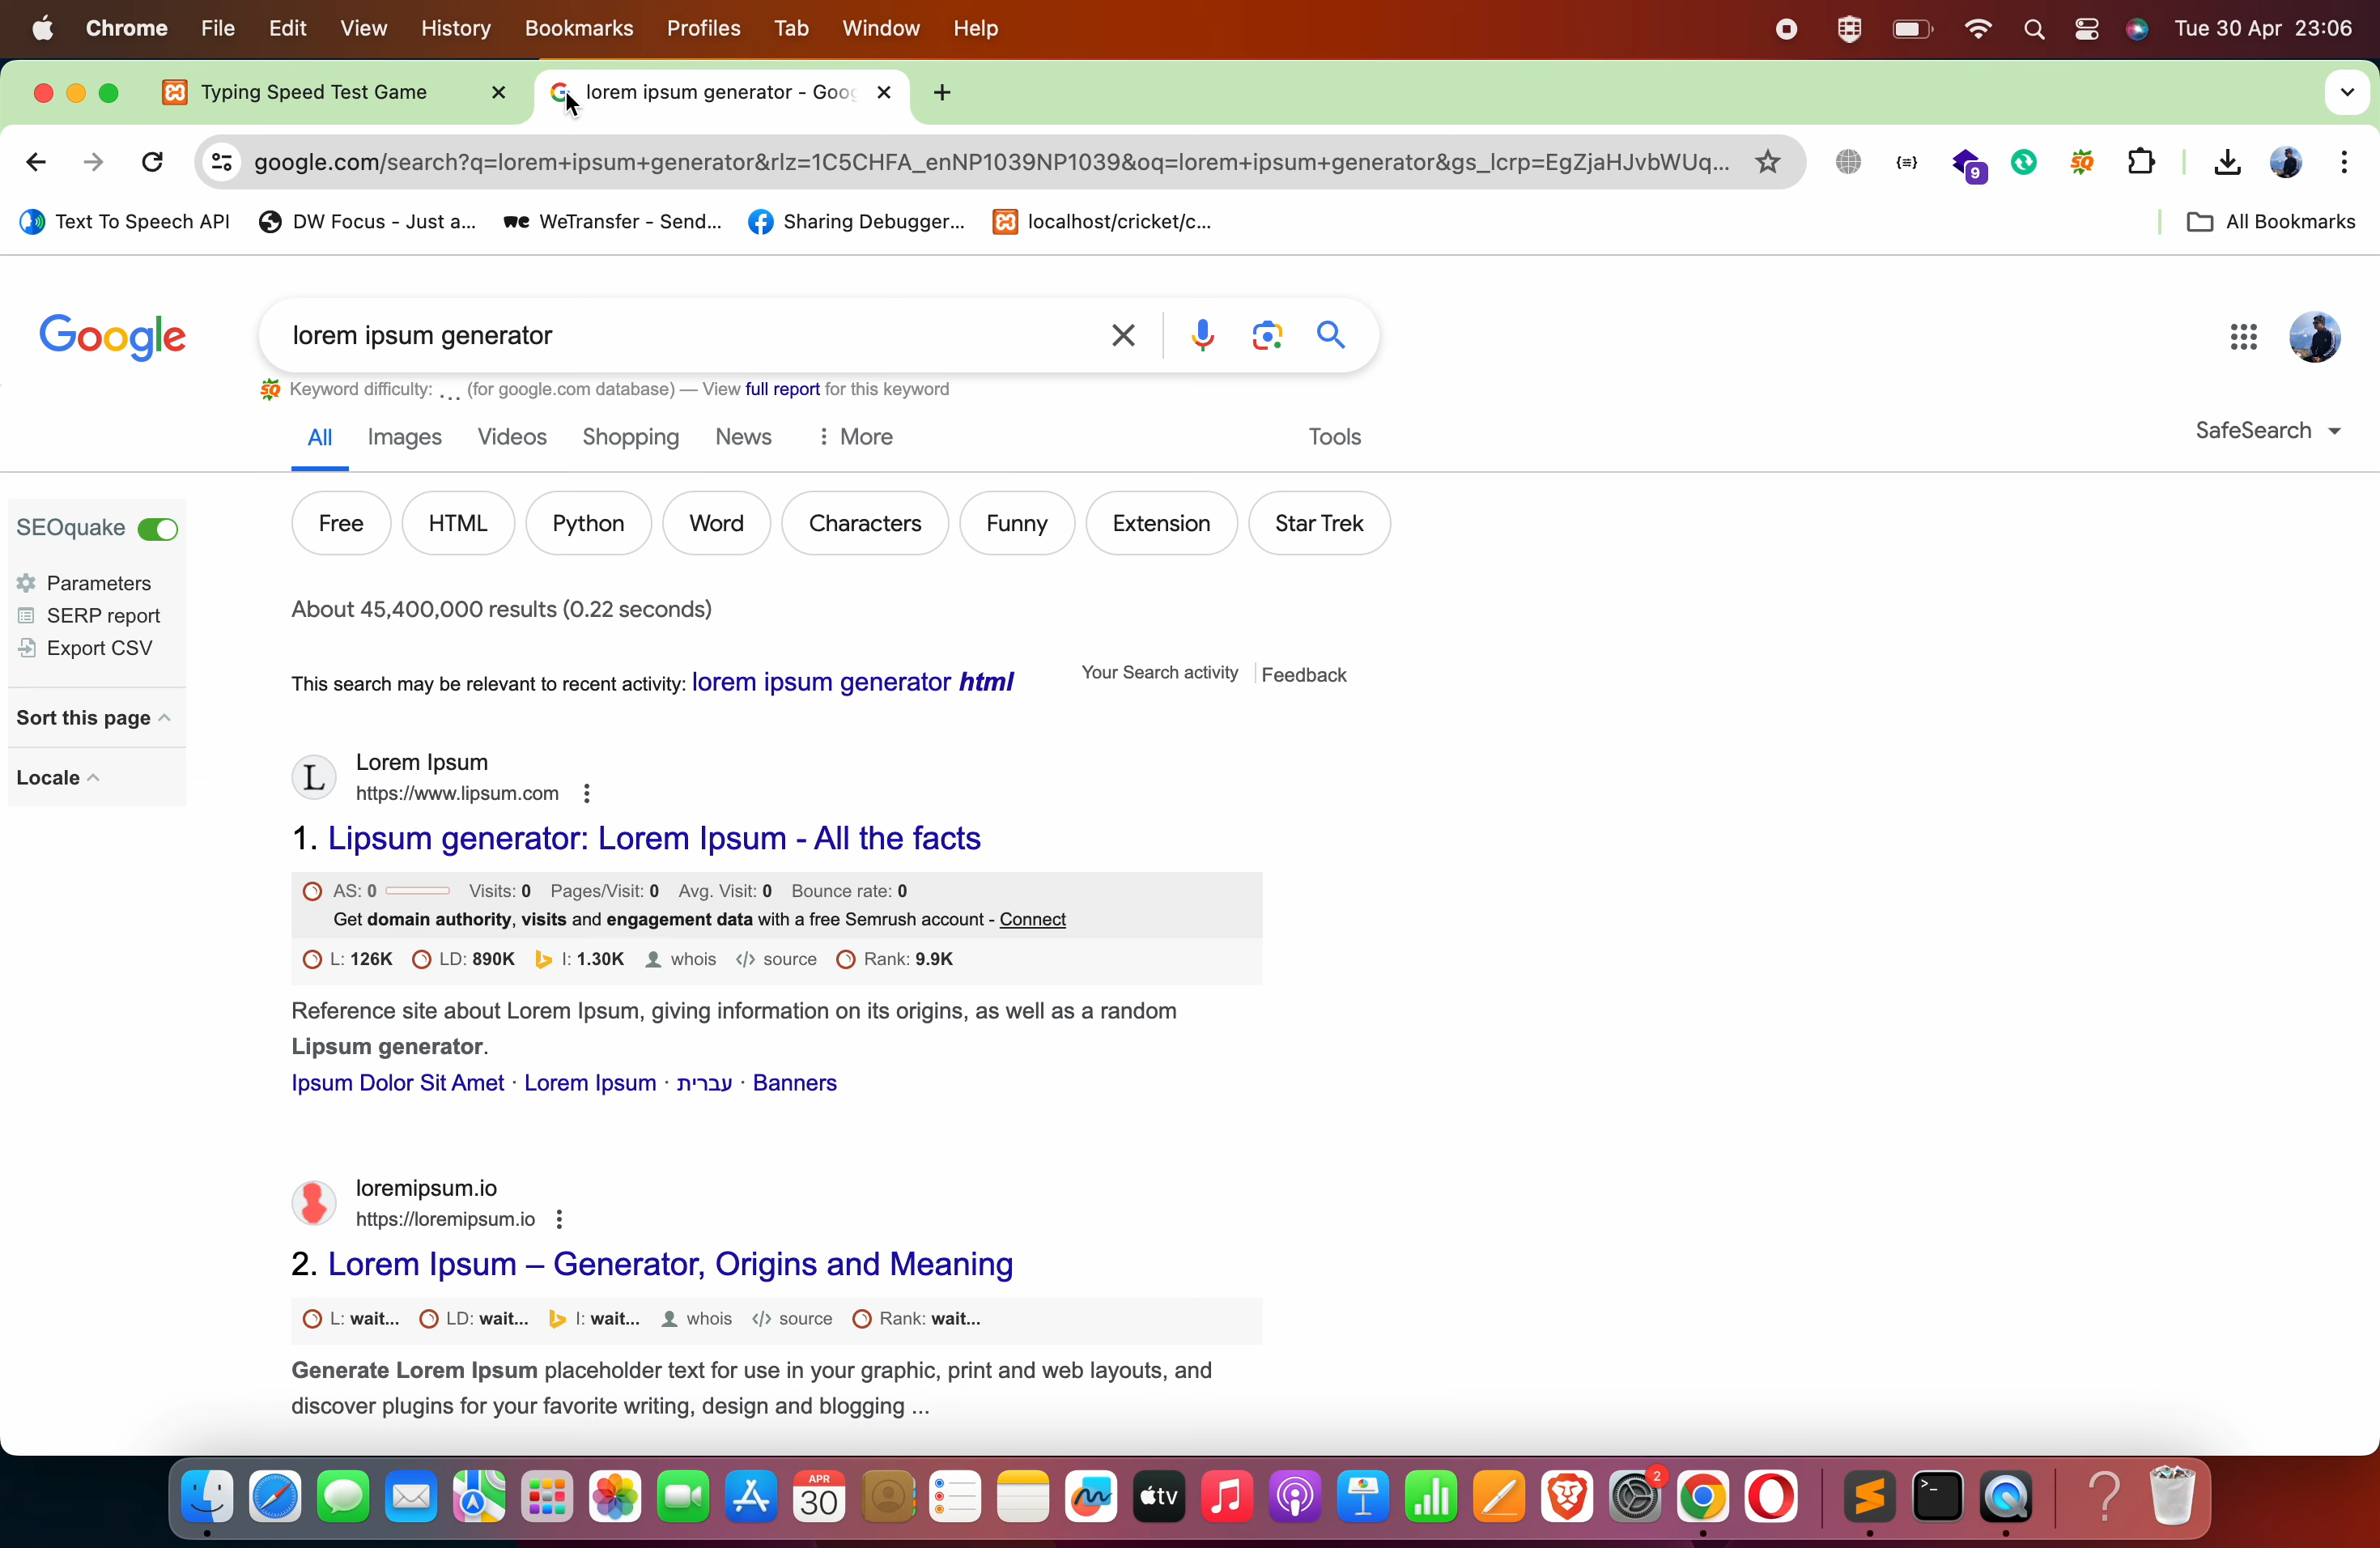 Chrome File Edit View History Bookmarks Profiles Tab Window Help Tue 30 Apr 23:06
Typing Speed Test Game lorem ipsum generator - Goog
google.com/search?q=lorem+ipsum+generator&rlz=1C5CHFA_enNP1039NP1039&oq=lorem+ipsum+generator&gs_lcrp=EgZjaHJvbWUq... {≡} 9
Text To Speech API DW Focus - Just a... we WeTransfer - Send... Sharing Debugger... localhost/cricket/c... All Bookmarks
Google lorem ipsum generator
SQ Keyword difficulty: ... (for google.com database) — View full report for this keyword
All Images Videos Shopping News More Tools SafeSearch
Free HTML Python Word Characters Funny Extension Star Trek
SEOquake
Parameters
SERP report
Export CSV
Sort this page
Locale
About 45,400,000 results (0.22 seconds)
This search may be relevant to recent activity: lorem ipsum generator html Your Search activity Feedback
L Lorem Ipsum
https://www.lipsum.com
1. Lipsum generator: Lorem Ipsum - All the facts
AS: 0 Visits: 0 Pages/Visit: 0 Avg. Visit: 0 Bounce rate: 0
Get domain authority, visits and engagement data with a free Semrush account - Connect
L: 126K LD: 890K I: 1.30K whois </> source Rank: 9.9K
Reference site about Lorem Ipsum, giving information on its origins, as well as a random
Lipsum generator.
Ipsum Dolor Sit Amet · Lorem Ipsum · עברית · Banners
loremipsum.io
https://loremipsum.io
2. Lorem Ipsum – Generator, Origins and Meaning
L: wait... LD: wait... I: wait... whois </> source Rank: wait...
Generate Lorem Ipsum placeholder text for use in your graphic, print and web layouts, and
discover plugins for your favorite writing, design and blogging ...
APR 30 tv 2 >_ ?